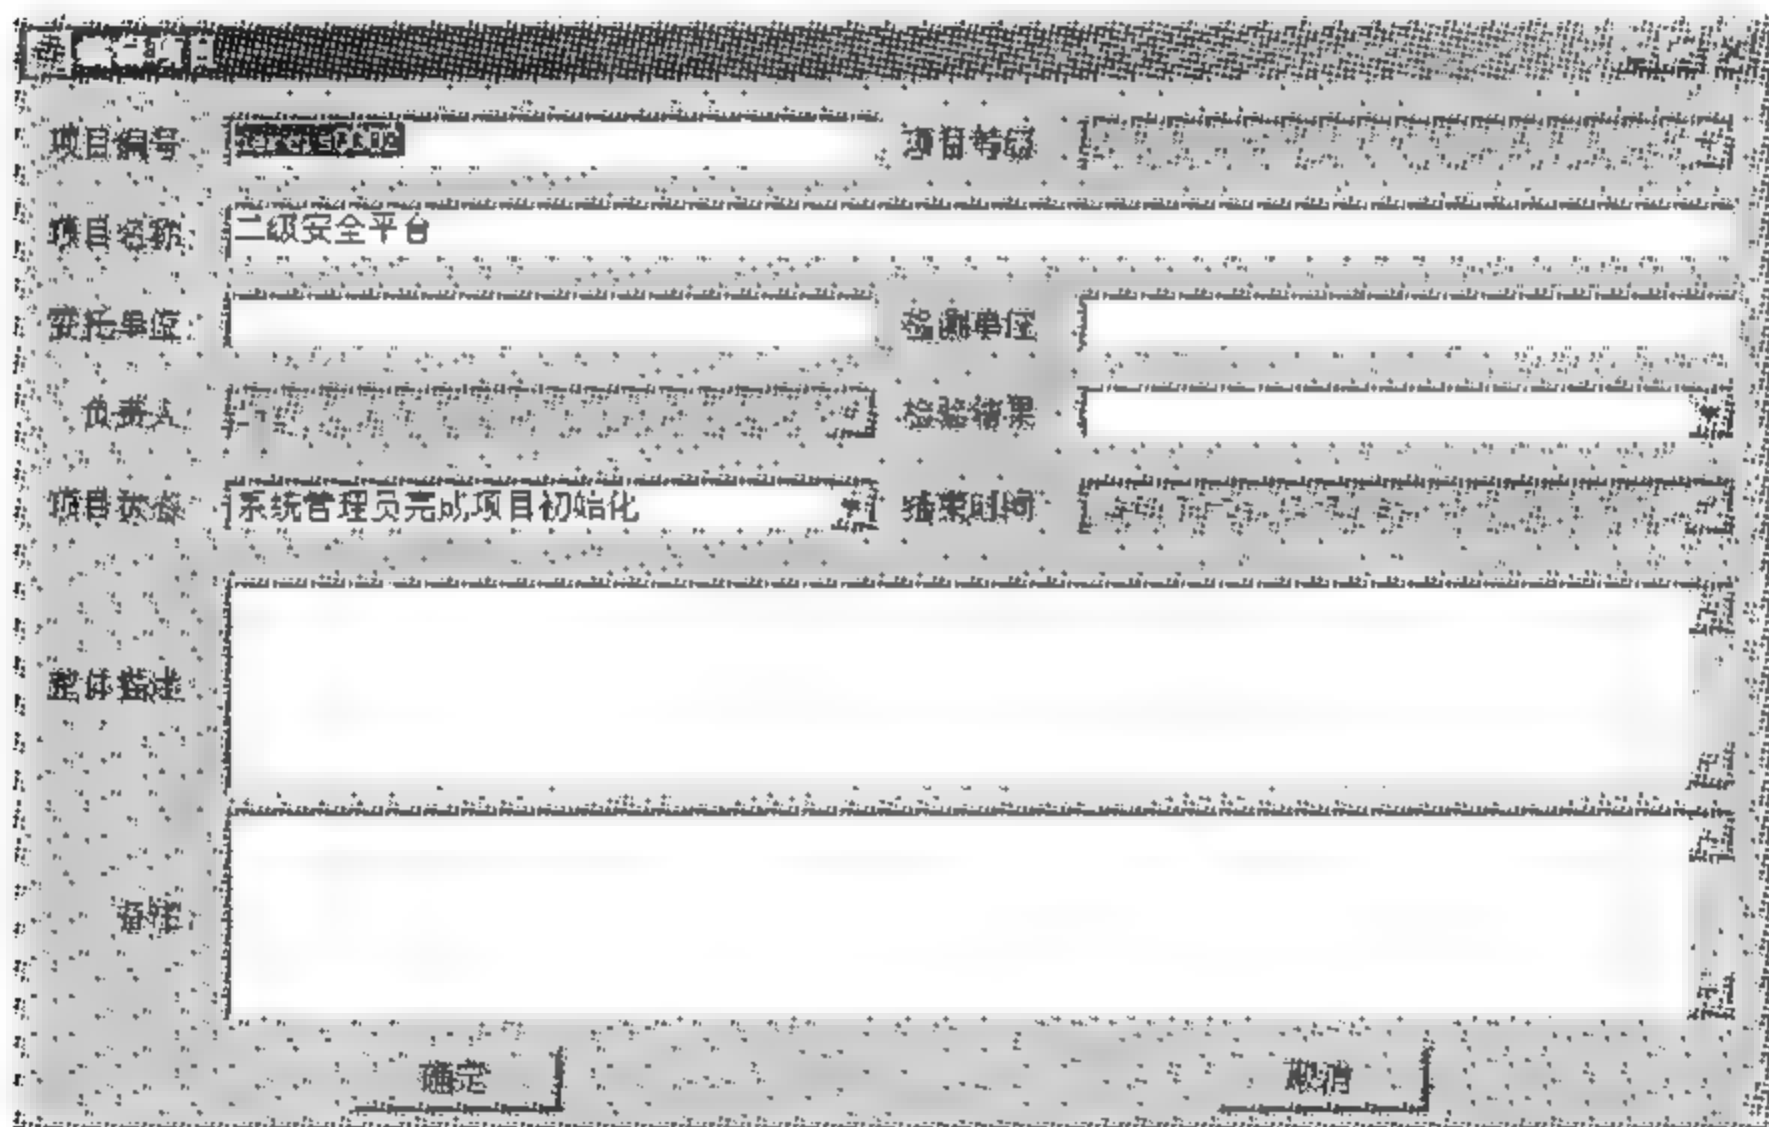 项目编号 项目等级
项目名称 二级安全平台
委托单位 检测单位
负责人 检验结果
项目状态 系统管理员完成项目初始化 结束时间
整体描述
备注
确定 取消